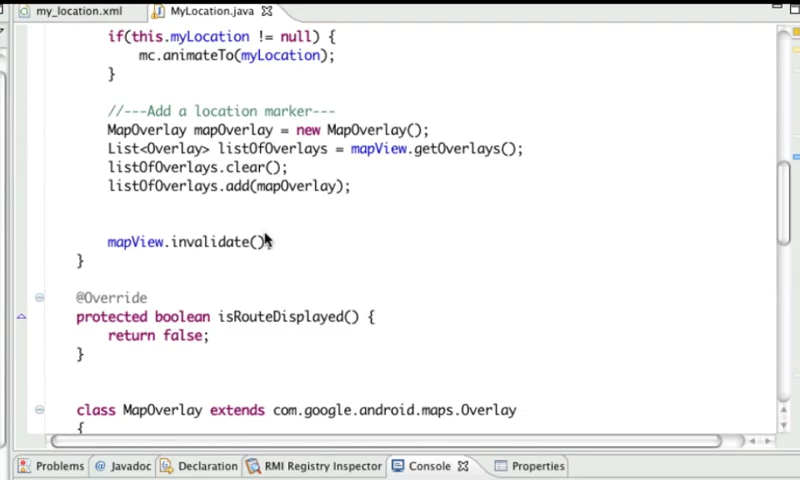 my_location.xml MyLocation.java
if(this.myLocation != null) {
mc.animateTo(myLocation);
}
//---Add a location marker---
MapOverlay mapOverlay = new MapOverlay();
List<Overlay> listOfOverlays = mapView.getOverlays();
listOfOverlays.clear();
listOfOverlays.add(mapOverlay);
mapView.invalidate();
}
@Override
protected boolean isRouteDisplayed() {
return false;
}
class MapOverlay extends com.google.android.maps.Overlay
{
Problems @ Javadoc Declaration RMI Registry Inspector Console Properties